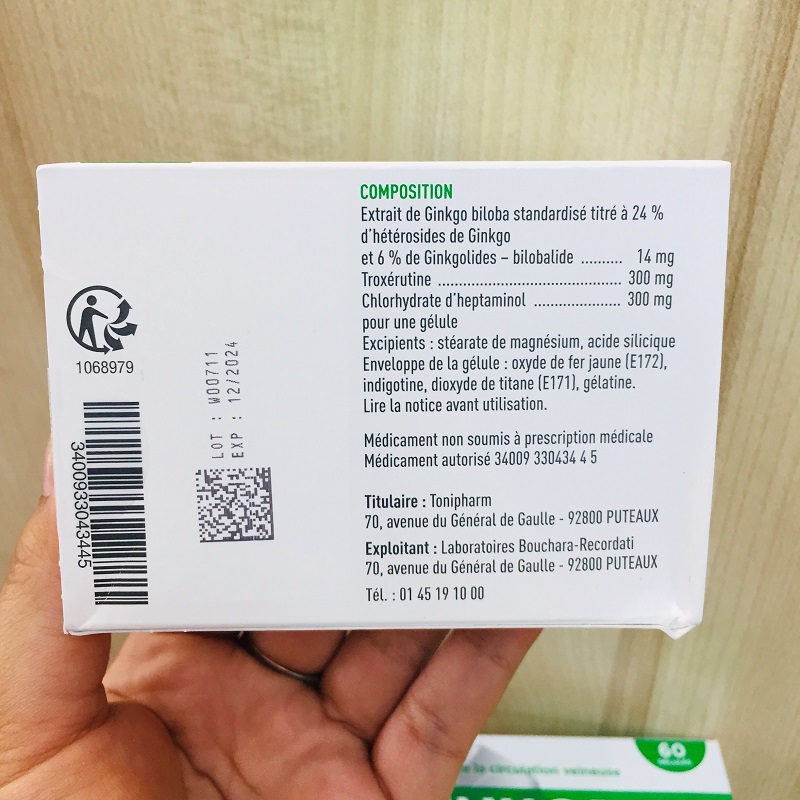 COMPOSITION
Extrait de Ginkgo biloba standardisé titré à 24 %
d'hétérosides de Ginkgo
et 6 % de Ginkgolides – bilobalide .......... 14 mg
Troxérutine ............................................ 300 mg
Chlorhydrate d'heptaminol ..................... 300 mg
pour une gélule
Excipients : stéarate de magnésium, acide silicique
Enveloppe de la gélule : oxyde de fer jaune (E172),
indigotine, dioxyde de titane (E171), gélatine.
Lire la notice avant utilisation.
Médicament non soumis à prescription médicale
Médicament autorisé 34009 330434 4 5
Titulaire : Tonipharm
70, avenue du Général de Gaulle - 92800 PUTEAUX
Exploitant : Laboratoires Bouchara-Recordati
70, avenue du Général de Gaulle - 92800 PUTEAUX
Tél. : 01 45 19 10 00
1068979
3400933043445
LOT : W00711
EXP : 12/2024
la circulation veineuse
60
GÉLULES